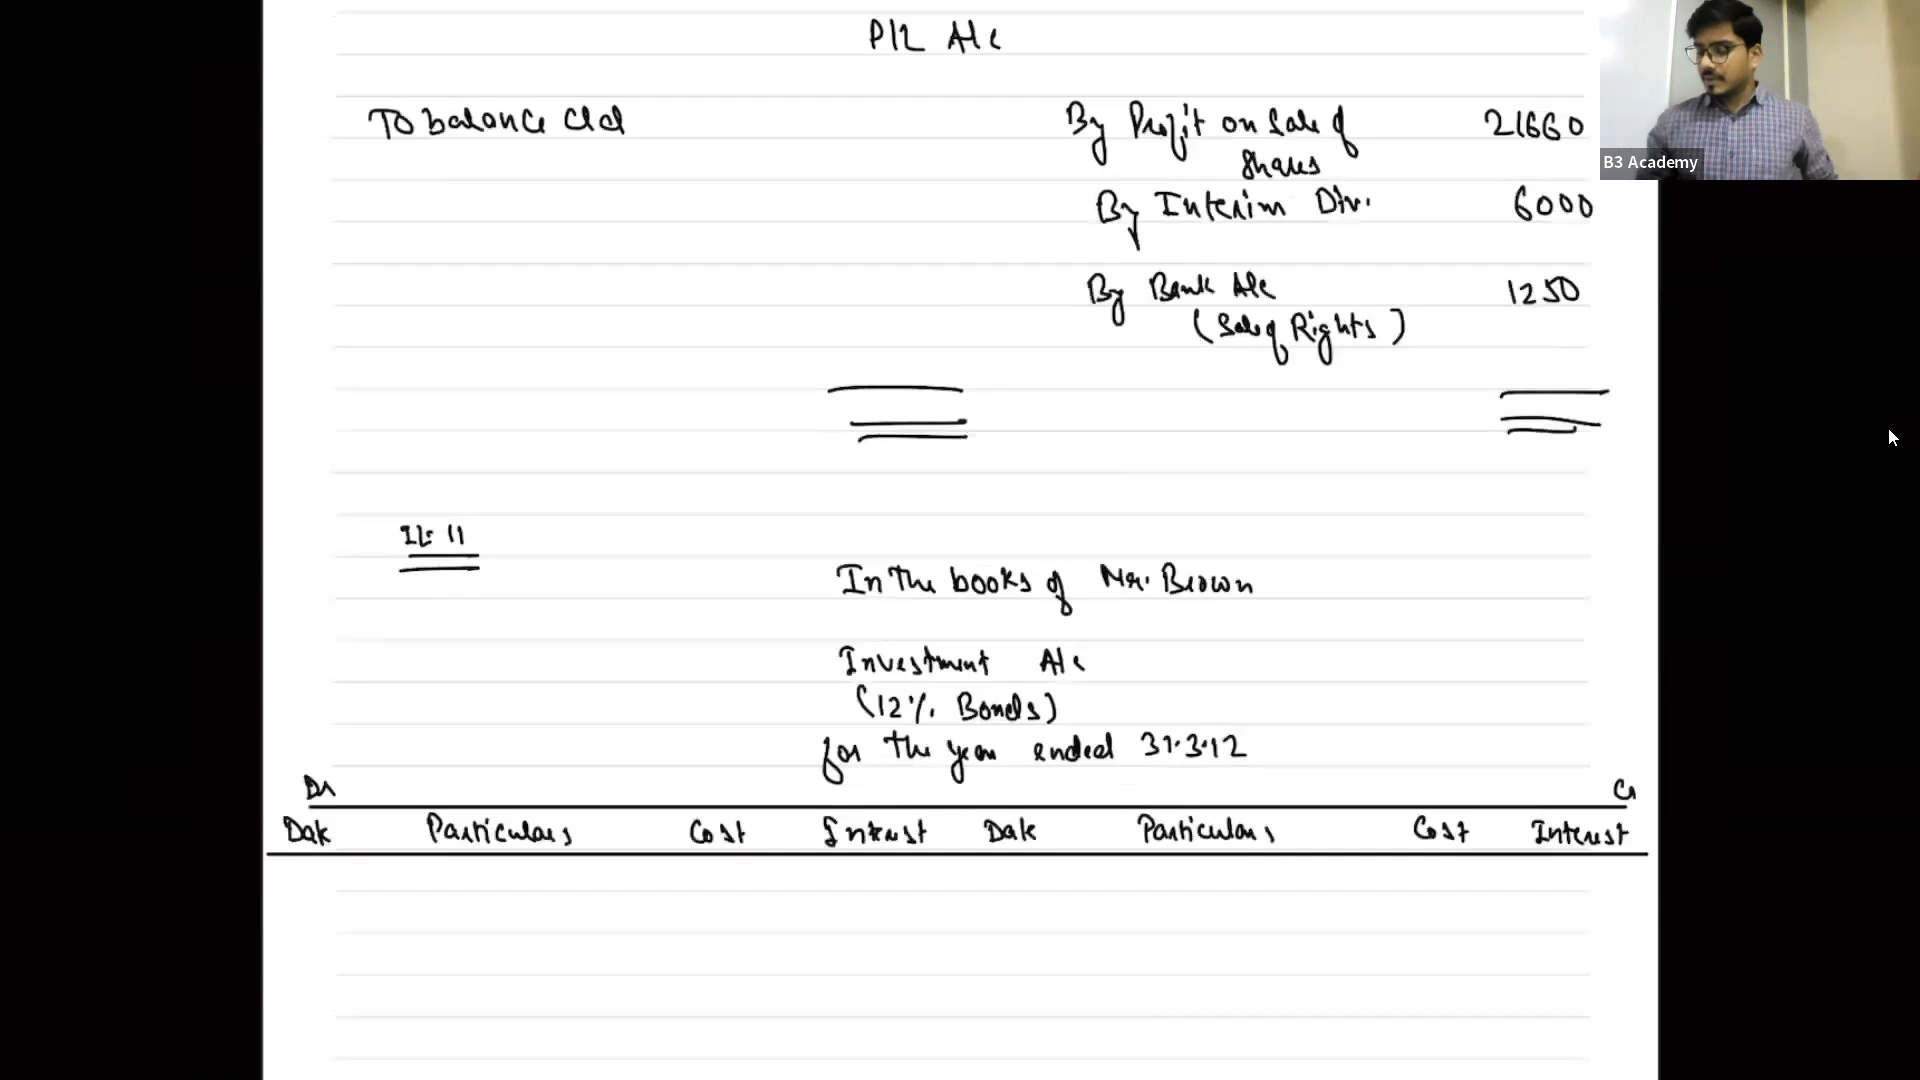 P/L A/c
To balance c/d
By Profit on Sale of 21660
Shares
B3 Academy
By Interim Div. 6000
By Bank A/c 1250
(Sale of Rights)
Ill: 11
In the books of Mr. Brown
Investment A/c
(12% Bonds)
for the year ended 31.3.12
Dr Cr
Date Particulars Cost Interest Date Particulars Cost Interest